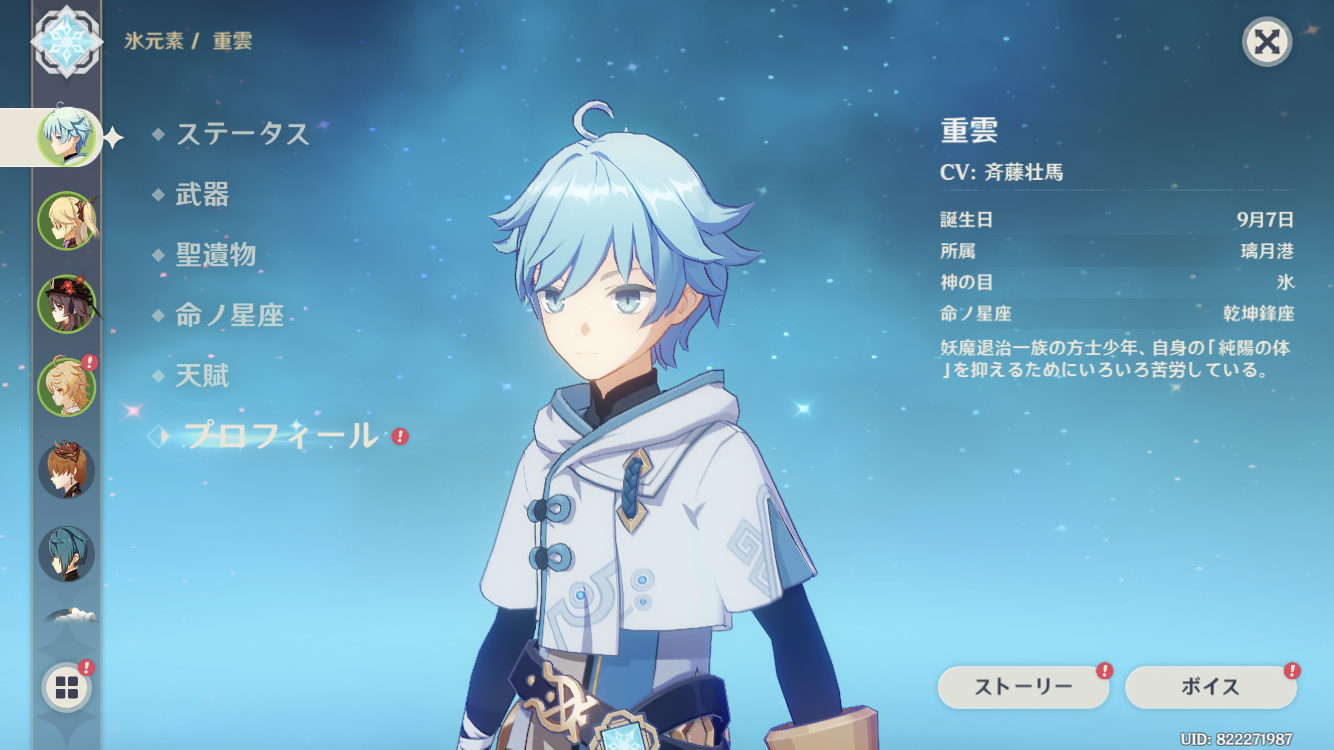 氷元素 / 重雲
ステータス
武器
聖遺物
命ノ星座
天賦
プロフィール
重雲
CV: 斉藤壮馬
誕生日 9月7日
所属 璃月港
神の目 氷
命ノ星座 乾坤鋒座
妖魔退治一族の方士少年、自身の「純陽の体
」を抑えるためにいろいろ苦労している。
ストーリー
ボイス
UID: 822271987